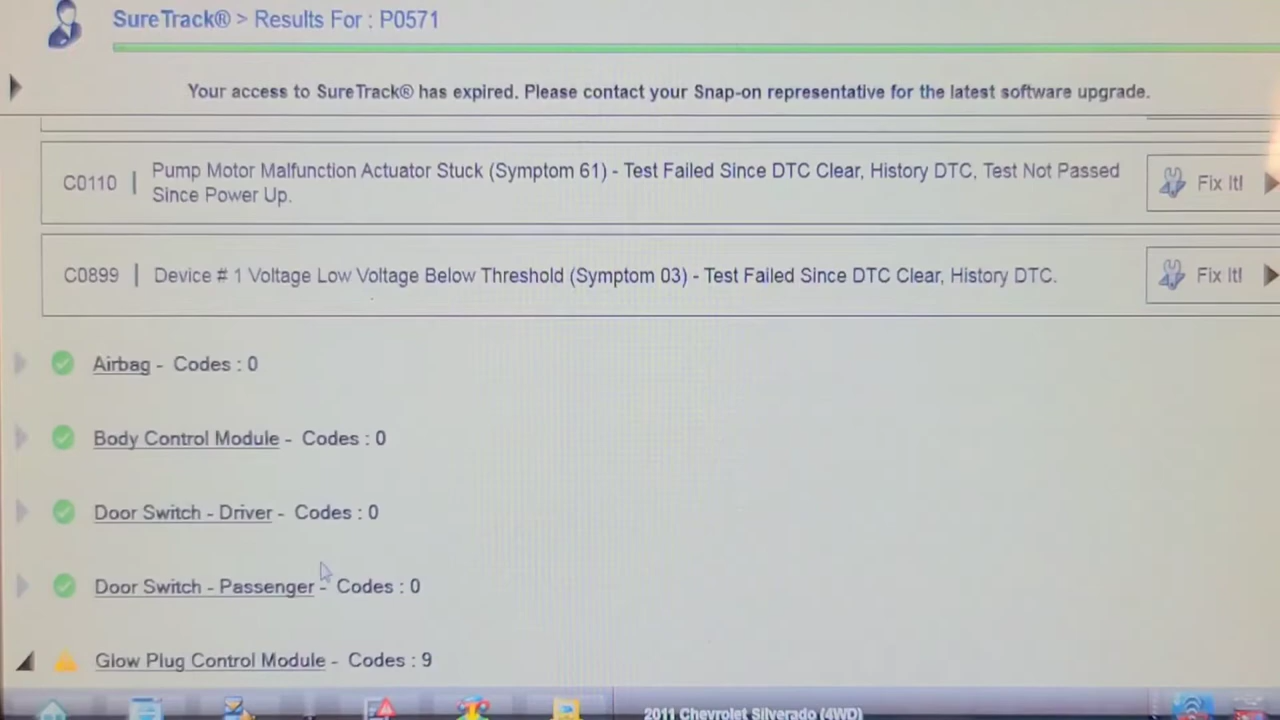 SureTrack® > Results For : P0571
Your access to SureTrack® has expired. Please contact your Snap-on representative for the latest software upgrade.
C0110 | Pump Motor Malfunction Actuator Stuck (Symptom 61) - Test Failed Since DTC Clear, History DTC, Test Not Passed
Since Power Up.
Fix It!
C0899 | Device # 1 Voltage Low Voltage Below Threshold (Symptom 03) - Test Failed Since DTC Clear, History DTC.
Fix It!
Airbag - Codes : 0
Body Control Module - Codes : 0
Door Switch - Driver - Codes : 0
Door Switch - Passenger - Codes : 0
Glow Plug Control Module - Codes : 9
2011 Chevrolet Silverado (4WD)